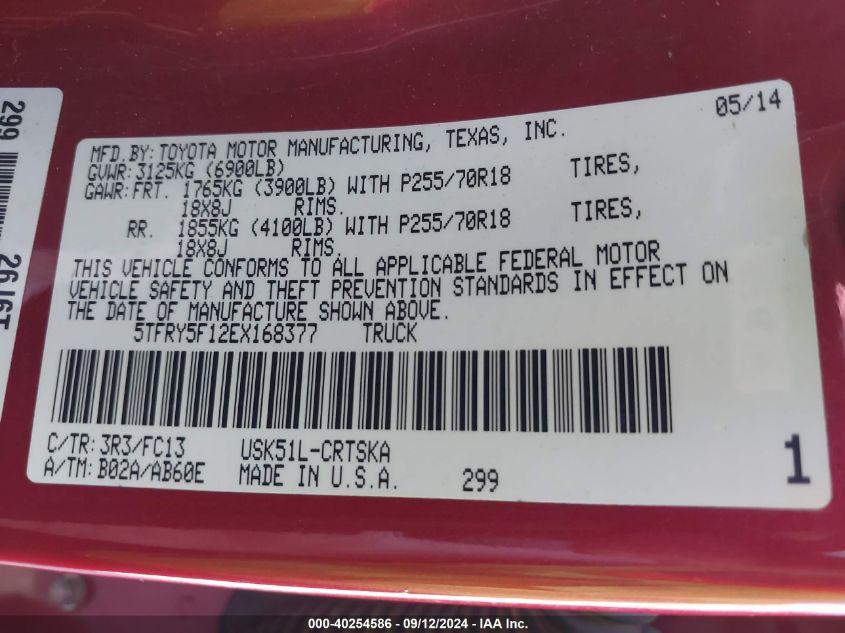 05/14
MFD.BY: TOYOTA MOTOR MANUFACTURING, TEXAS, INC.
GVWR: 3125KG (6900LB)
GAWR: FRT. 1765KG (3900LB) WITH P255/70R18 TIRES,
18X8J RIMS.
RR. 1855KG (4100LB) WITH P255/70R18 TIRES,
18X8J RIMS.
THIS VEHICLE CONFORMS TO ALL APPLICABLE FEDERAL MOTOR
VEHICLE SAFETY AND THEFT PREVENTION STANDARDS IN EFFECT ON
THE DATE OF MANUFACTURE SHOWN ABOVE.
5TFRY5F12EX168377 TRUCK
C/TR: 3R3/FC13 USK51L-CRTSKA
A/TM: B02A/AB60E MADE IN U.S.A. 299
1
299
000-40254586 - 09/12/2024 - IAAI Inc.